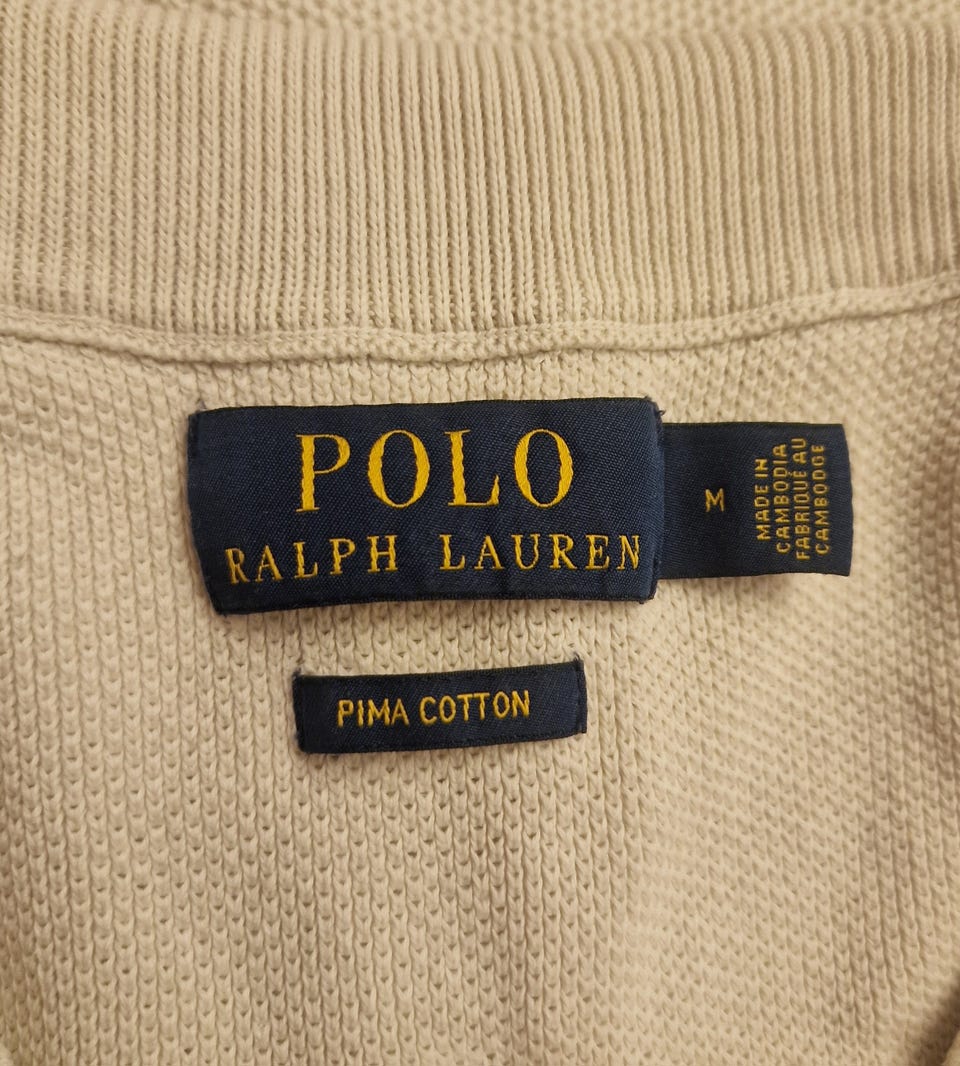 POLO
RALPH LAUREN
M
MADE IN
CAMBODIA
FABRIQUÉ AU
CAMBODGE
PIMA COTTON